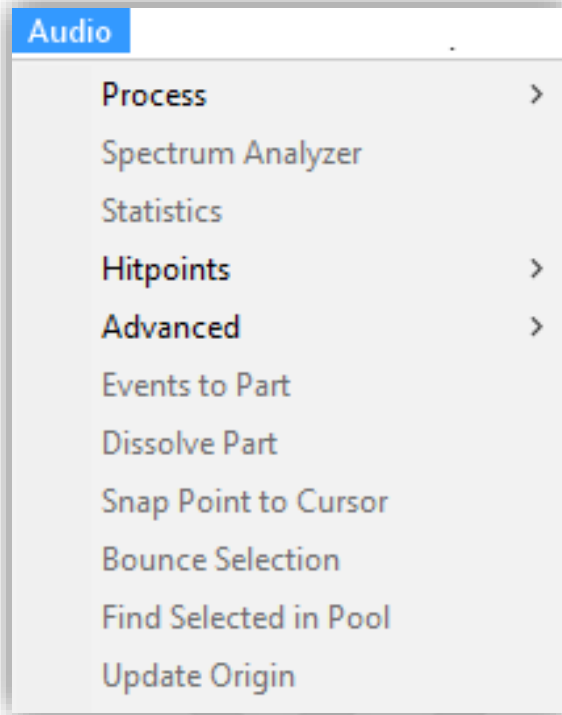 Audio
Process
Spectrum Analyzer
Statistics
Hitpoints
Advanced
Events to Part
Dissolve Part
Snap Point to Cursor
Bounce Selection
Find Selected in Pool
Update Origin